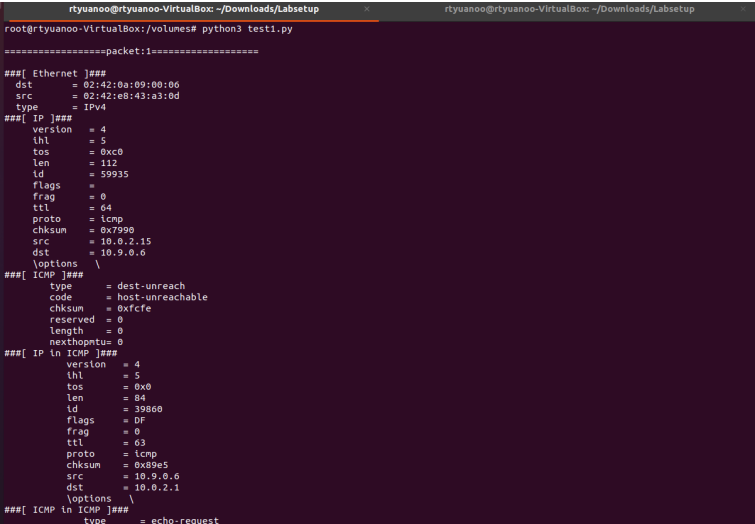 rtyuanoo@rtyuanoo-VirtualBox: ~/Downloads/Labsetup × rtyuanoo@rtyuanoo-VirtualBox: ~/Downloads/Labsetup ×
root@rtyuanoo-VirtualBox:/volumes# python3 test1.py
==================packet:1===================
###[ Ethernet ]###
  dst       = 02:42:0a:09:00:06
  src       = 02:42:e8:43:a3:0d
  type      = IPv4
###[ IP ]###
     version   = 4
     ihl       = 5
     tos       = 0xc0
     len       = 112
     id        = 59935
     flags     =
     frag      = 0
     ttl       = 64
     proto     = icmp
     chksum    = 0x7990
     src       = 10.0.2.15
     dst       = 10.9.0.6
     \options   \
###[ ICMP ]###
        type      = dest-unreach
        code      = host-unreachable
        chksum    = 0xfcfe
        reserved  = 0
        length    = 0
        nexthopmtu= 0
###[ IP in ICMP ]###
           version   = 4
           ihl       = 5
           tos       = 0x0
           len       = 84
           id        = 39860
           flags     = DF
           frag      = 0
           ttl       = 63
           proto     = icmp
           chksum    = 0x89e5
           src       = 10.9.0.6
           dst       = 10.0.2.1
           \options   \
###[ ICMP in ICMP ]###
              type      = echo-request